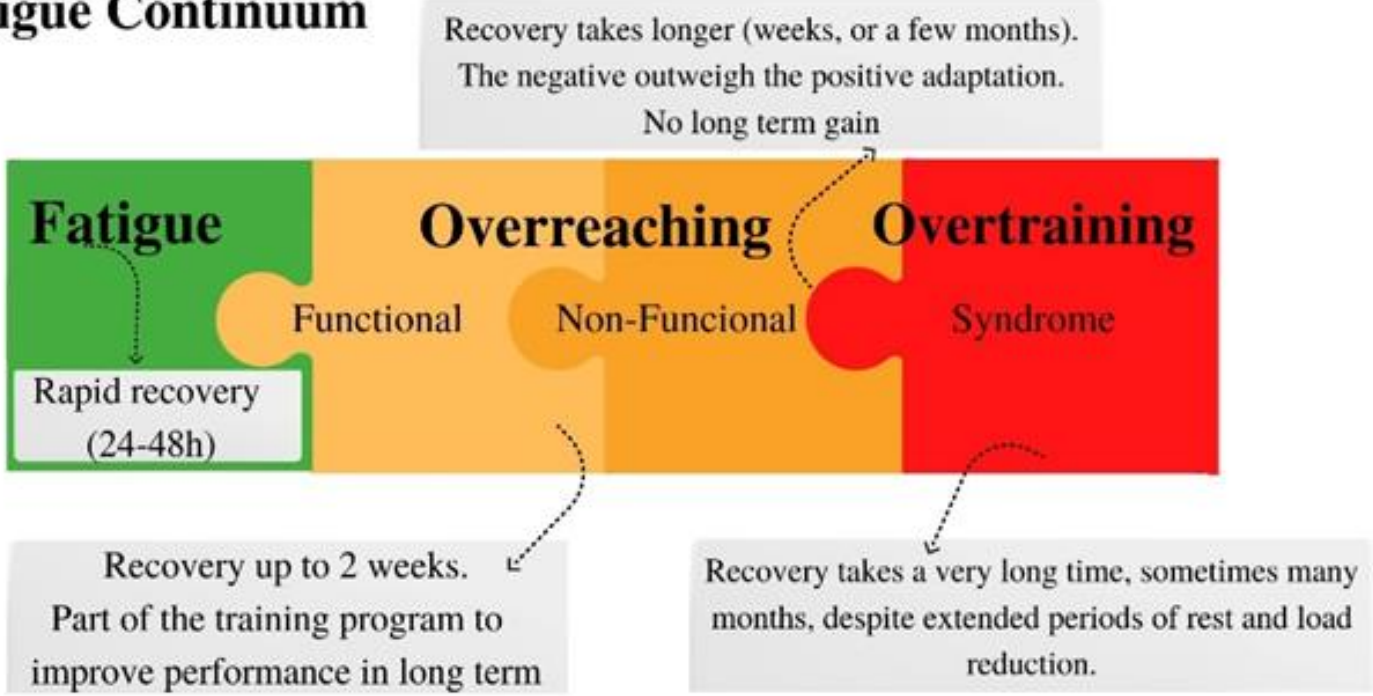 Continuum
Recovery takes longer (weeks, or a few months).
The negative outweigh the positive adaptation.
No long term gain
Fatigue
Overreaching
Overtraining
Functional
Non-Funcional
Syndrome
Rapid recovery
(24-48h)
Recovery up to 2 weeks.
Part of the training program to
improve performance in long term
Recovery takes a very long time, sometimes many
months, despite extended periods of rest and load
reduction.